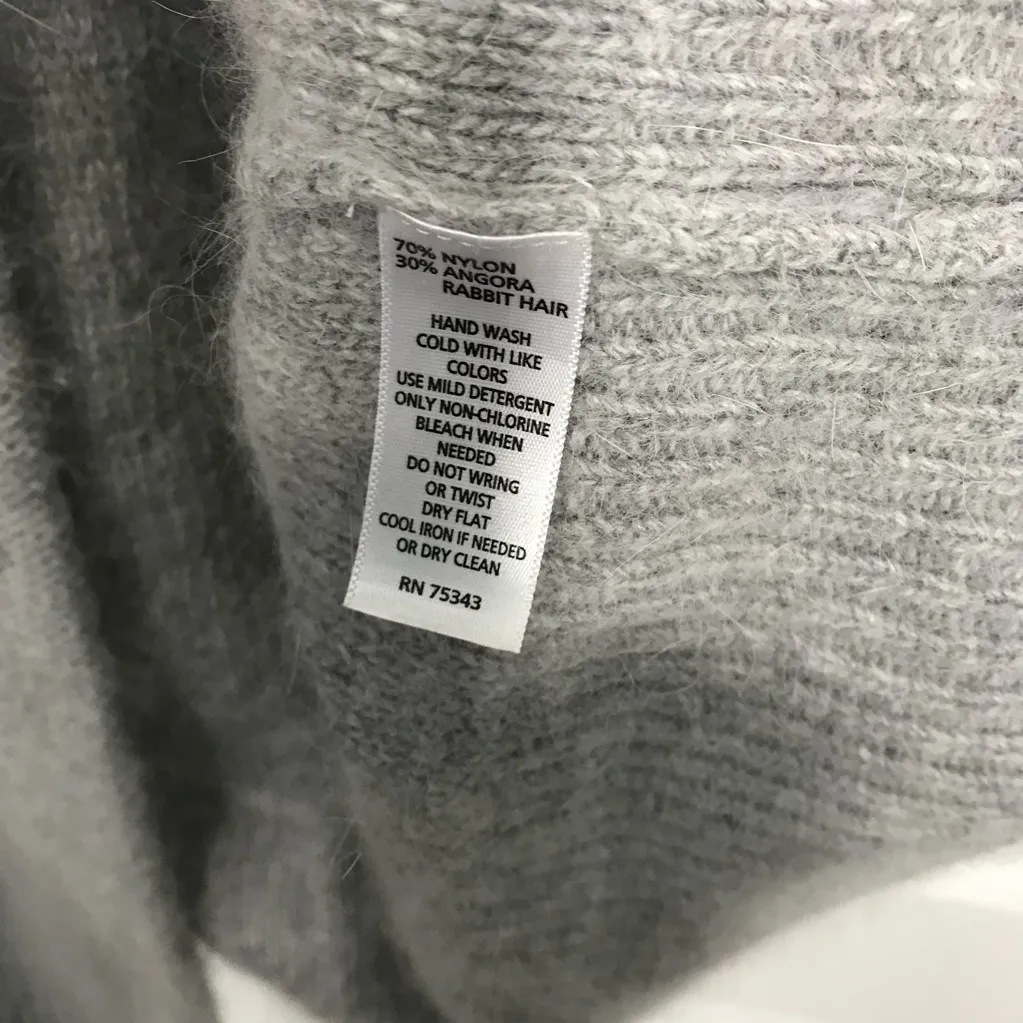 70% NYLON
30% ANGORA
RABBIT HAIR
HAND WASH
COLD WITH LIKE
COLORS
USE MILD DETERGENT
ONLY NON-CHLORINE
BLEACH WHEN
NEEDED
DO NOT WRING
OR TWIST
DRY FLAT
COOL IRON IF NEEDED
OR DRY CLEAN
RN 75343